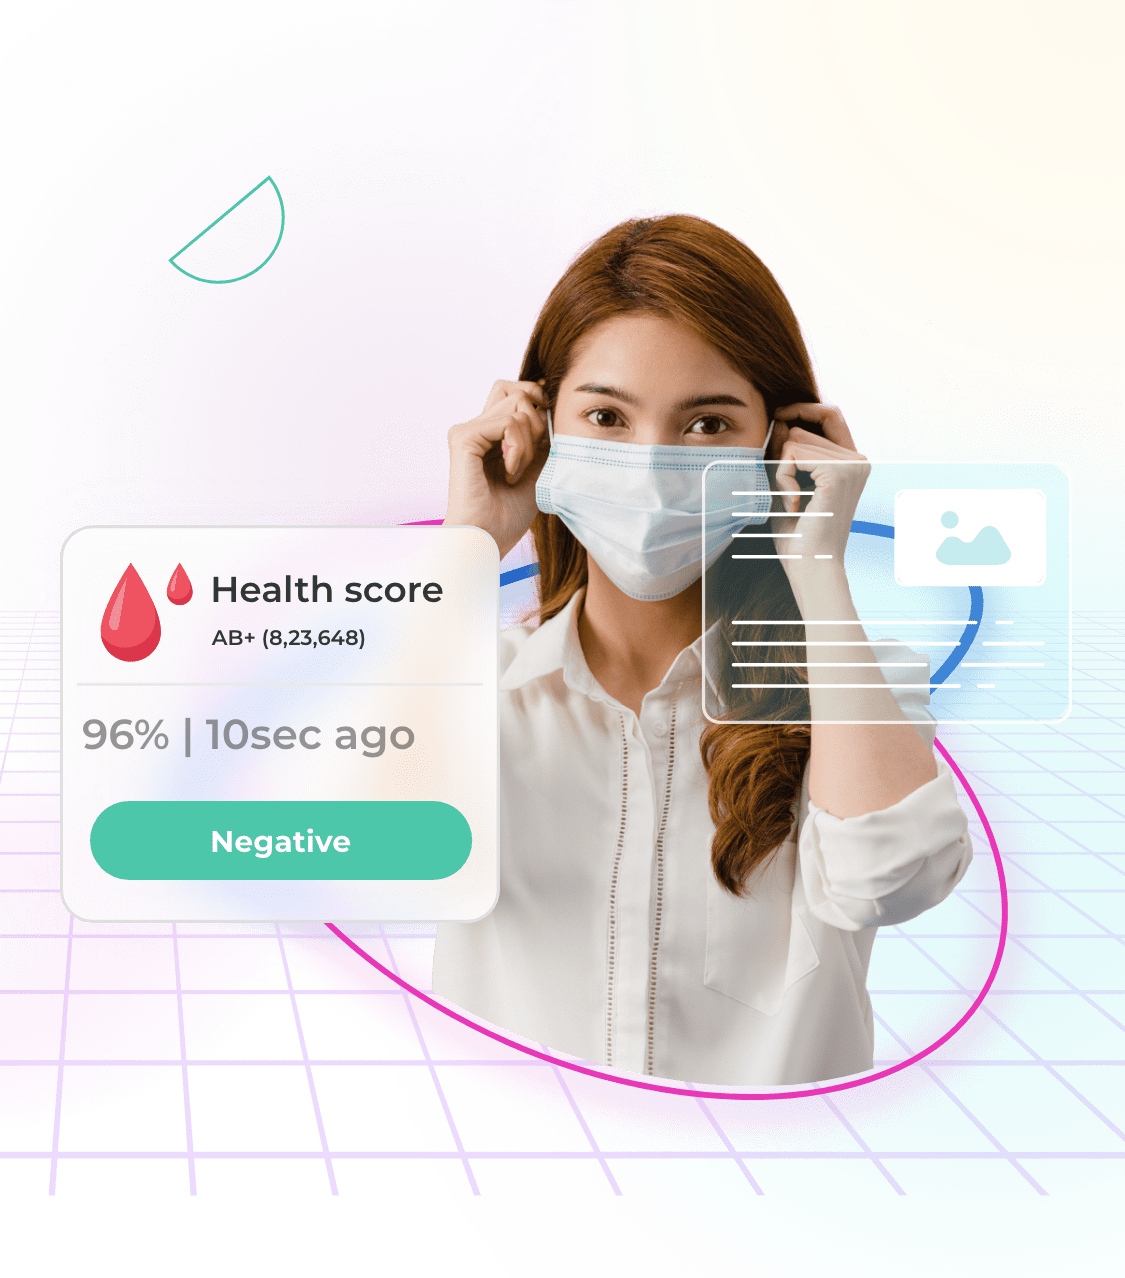 Health score
AB+ (8,23,648)
96% | 10sec ago
Negative